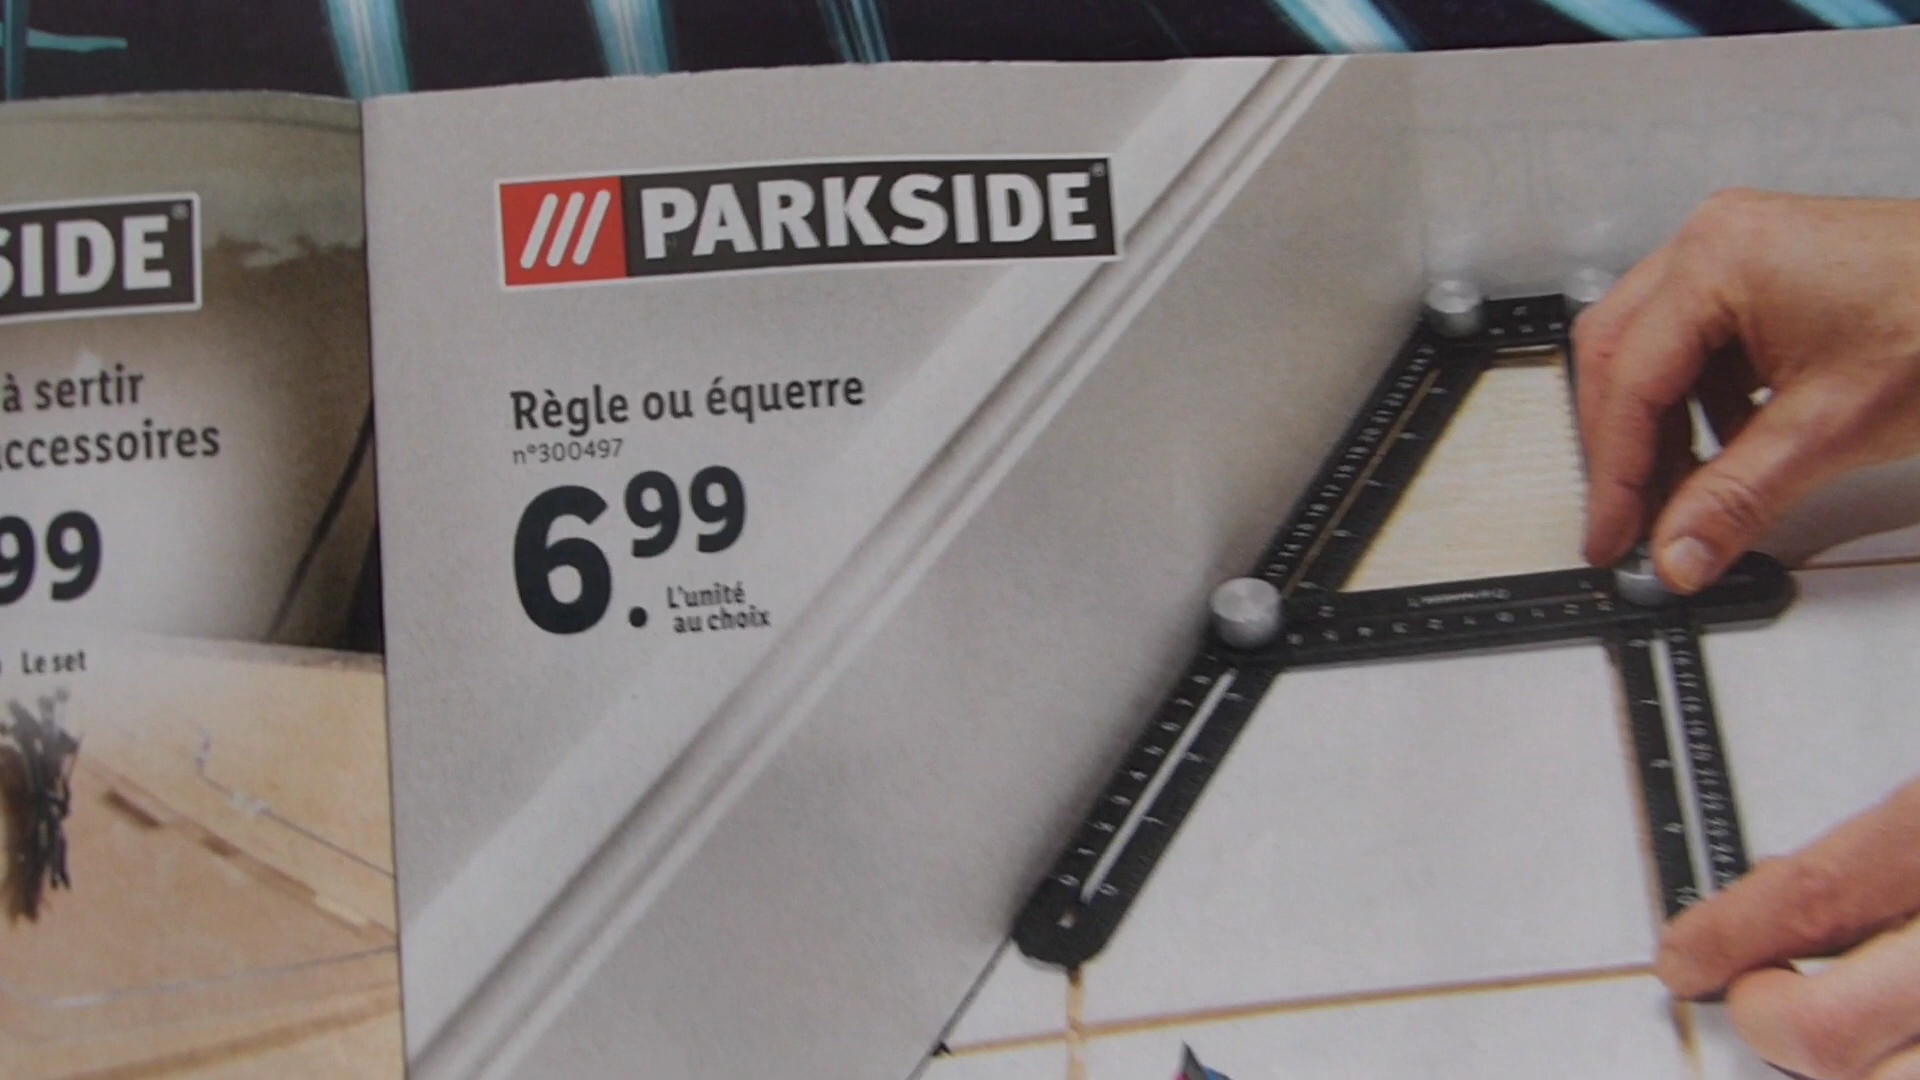 SIDE®
à sertir
ccessoires
99
Le set
PARKSIDE®
Règle ou équerre
n°300497
6.99
L'unité
au choix